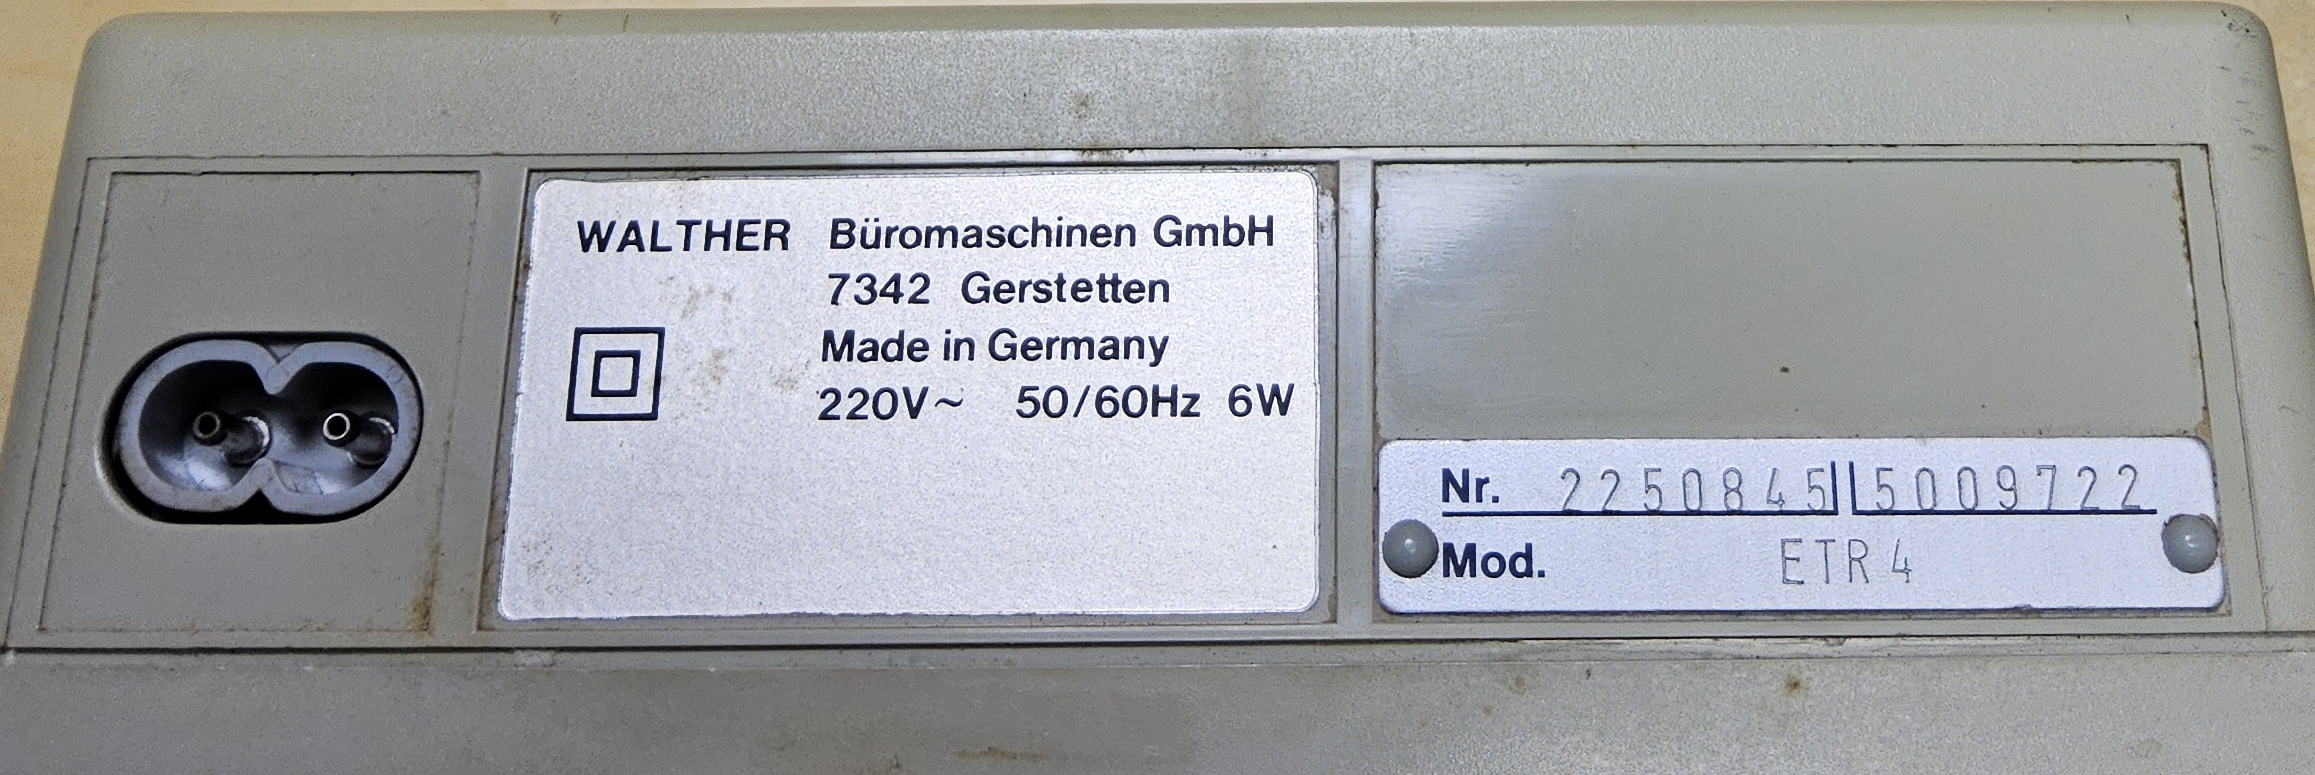 WALTHER Büromaschinen GmbH
7342 Gerstetten
Made in Germany
220V~ 50/60Hz 6W
Nr. 2250845 5009722
Mod. ETR 4